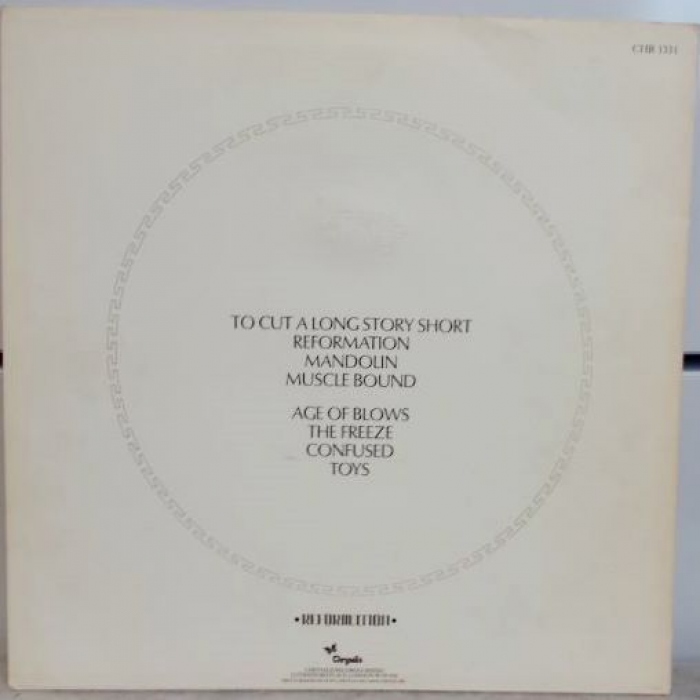 CHR 1331
TO CUT A LONG STORY SHORT
REFORMATION
MANDOLIN
MUSCLE BOUND
AGE OF BLOWS
THE FREEZE
CONFUSED
TOYS
•REFORMATION•
Chrysalis